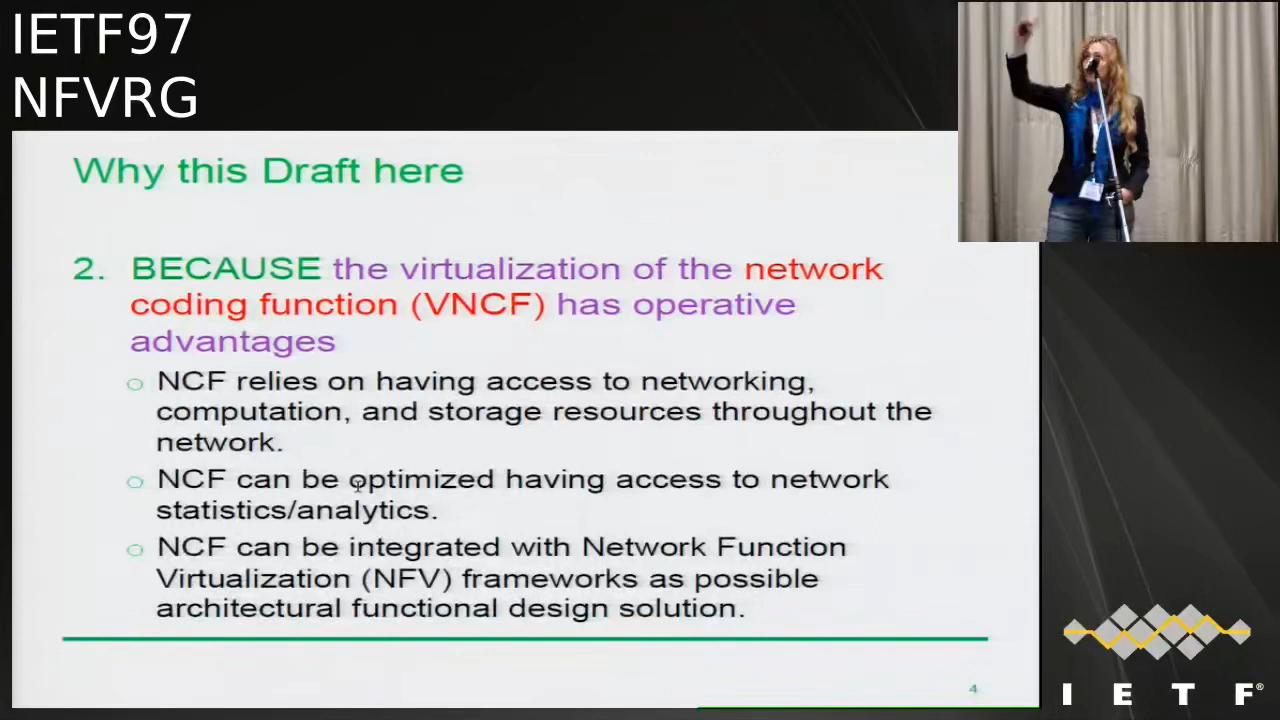 IETF97
NFVRG
Why this Draft here
2. BECAUSE the virtualization of the network
coding function (VNCF) has operative
advantages
NCF relies on having access to networking,
computation, and storage resources throughout the
network.
NCF can be optimized having access to network
statistics/analytics.
NCF can be integrated with Network Function
Virtualization (NFV) frameworks as possible
architectural functional design solution.
4
I E T F®